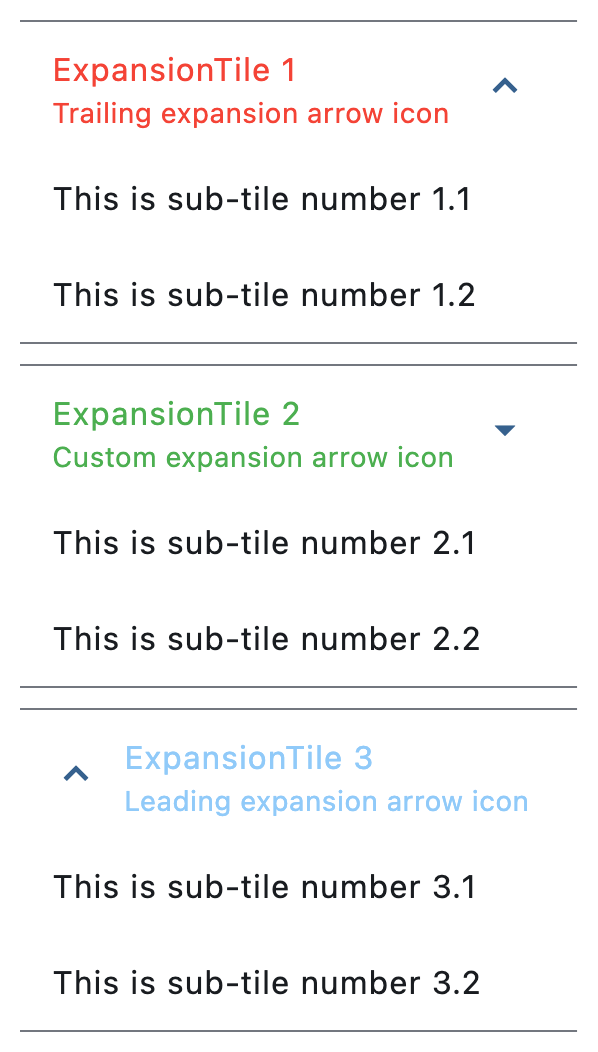 ExpansionTile 1
Trailing expansion arrow icon
This is sub-tile number 1.1
This is sub-tile number 1.2
ExpansionTile 2
Custom expansion arrow icon
This is sub-tile number 2.1
This is sub-tile number 2.2
ExpansionTile 3
Leading expansion arrow icon
This is sub-tile number 3.1
This is sub-tile number 3.2